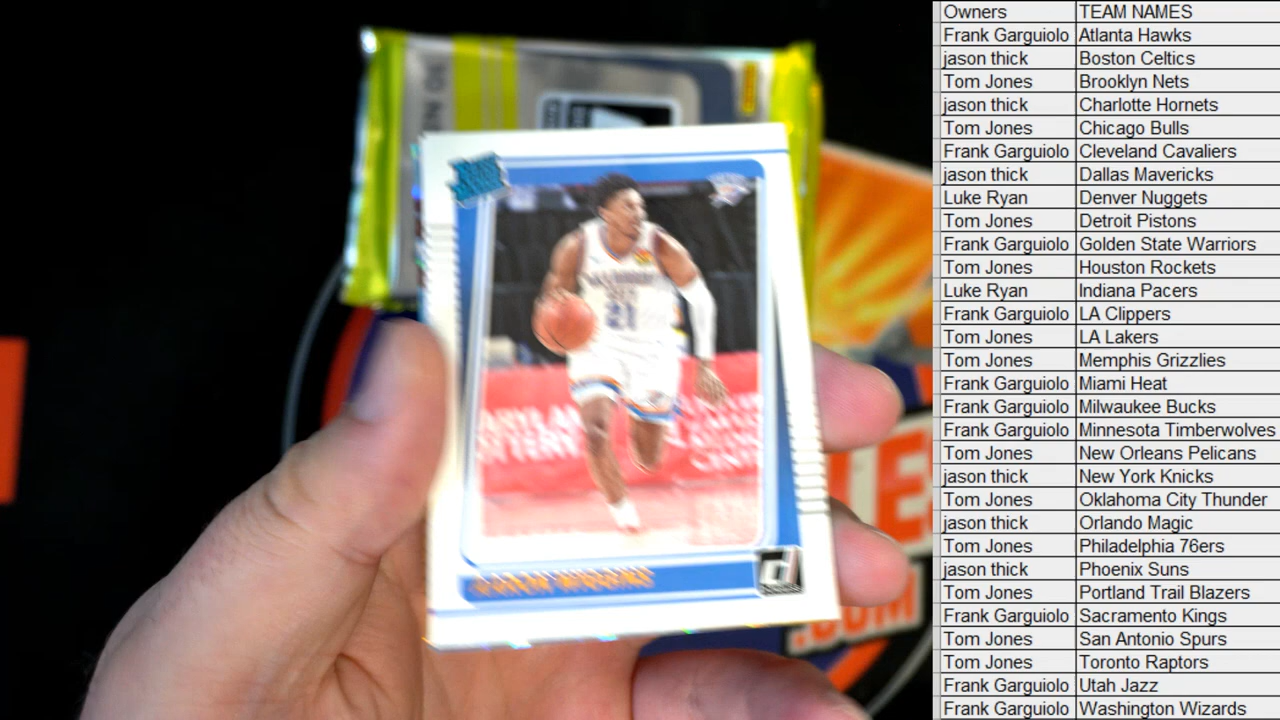 Owners TEAM NAMES
Frank Garguiolo Atlanta Hawks
jason thick Boston Celtics
Tom Jones Brooklyn Nets
jason thick Charlotte Hornets
Tom Jones Chicago Bulls
Frank Garguiolo Cleveland Cavaliers
jason thick Dallas Mavericks
Luke Ryan Denver Nuggets
Tom Jones Detroit Pistons
Frank Garguiolo Golden State Warriors
Tom Jones Houston Rockets
Luke Ryan Indiana Pacers
Frank Garguiolo LA Clippers
Tom Jones LA Lakers
Tom Jones Memphis Grizzlies
Frank Garguiolo Miami Heat
Frank Garguiolo Milwaukee Bucks
Frank Garguiolo Minnesota Timberwolves
Tom Jones New Orleans Pelicans
jason thick New York Knicks
Tom Jones Oklahoma City Thunder
jason thick Orlando Magic
Tom Jones Philadelphia 76ers
jason thick Phoenix Suns
Tom Jones Portland Trail Blazers
Frank Garguiolo Sacramento Kings
Tom Jones San Antonio Spurs
Tom Jones Toronto Raptors
Frank Garguiolo Utah Jazz
Frank Garguiolo Washington Wizards
21
AARON WIGGINS
d
.COM